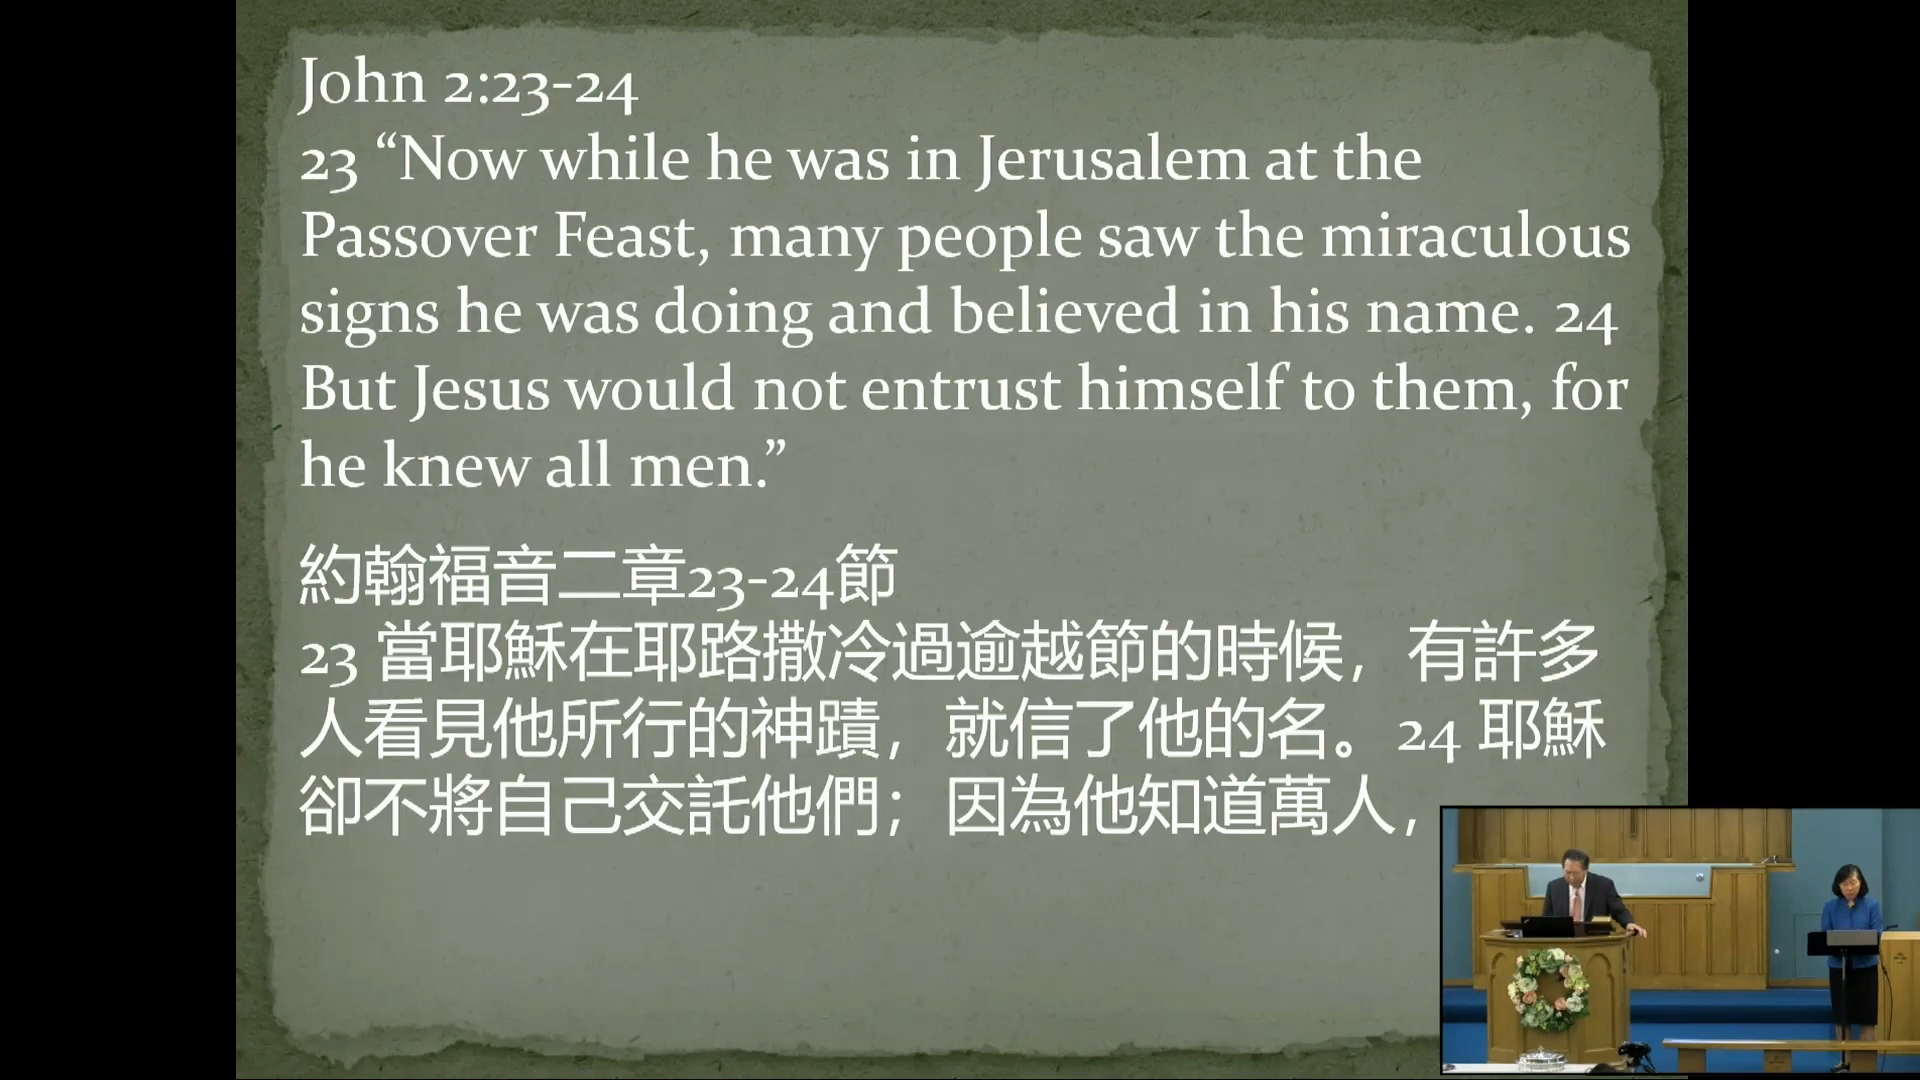 John 2:23-24
23 “Now while he was in Jerusalem at the
Passover Feast, many people saw the miraculous
signs he was doing and believed in his name. 24
But Jesus would not entrust himself to them, for
he knew all men.”
約翰福音二章23-24節
23 當耶穌在耶路撒冷過逾越節的時候，有許多
人看見他所行的神蹟，就信了他的名。24 耶穌
卻不將自己交託他們；因為他知道萬人，